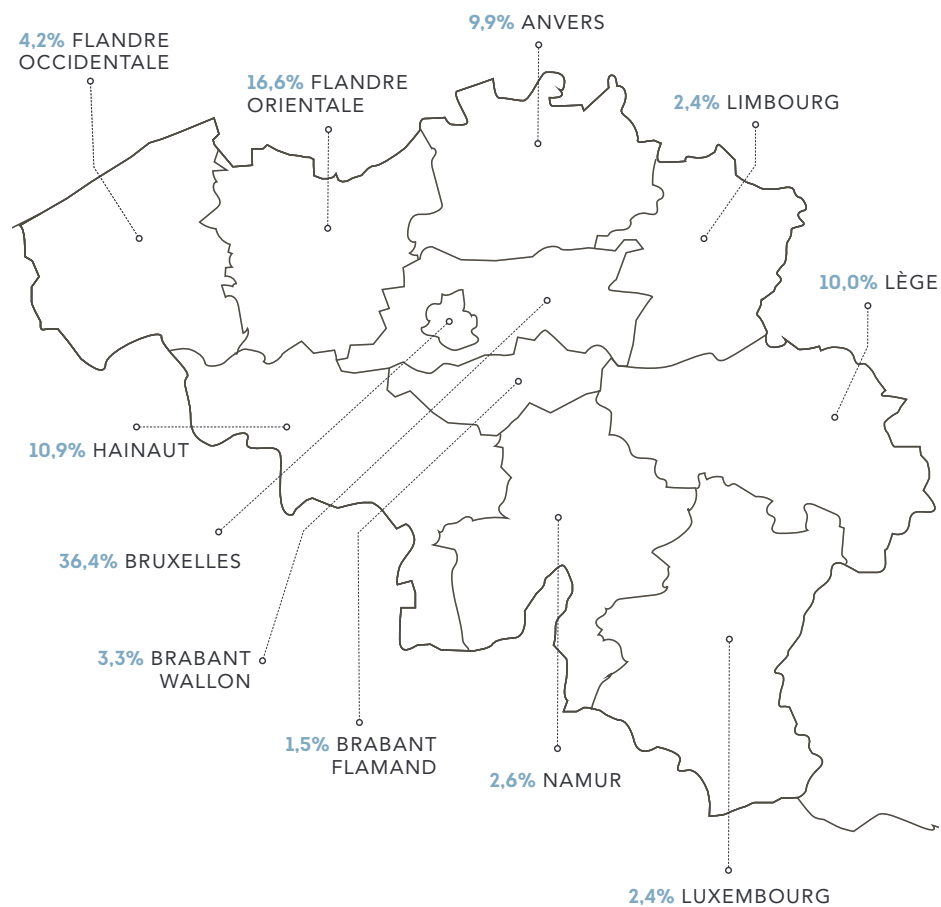 9,9% ANVERS
4,2% FLANDRE
OCCIDENTALE
16,6% FLANDRE
ORIENTALE
2,4% LIMBOURG
10,0% LÈGE
10,9% HAINAUT
36,4% BRUXELLES
3,3% BRABANT
WALLON
1,5% BRABANT
FLAMAND
2,6% NAMUR
2,4% LUXEMBOURG